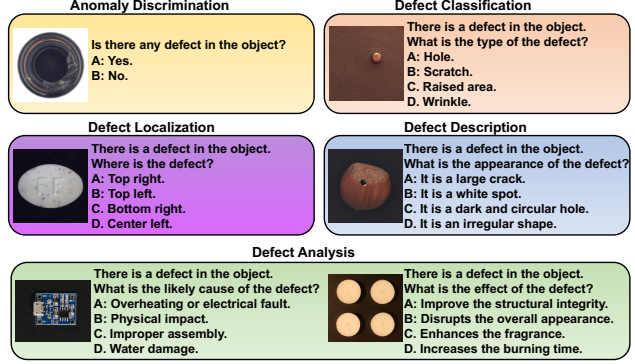 Anomaly Discrimination
Is there any defect in the object?
A: Yes.
B: No.
Defect Classification
There is a defect in the object.
What is the type of the defect?
A: Hole.
B: Scratch.
C. Raised area.
D. Wrinkle.
Defect Localization
There is a defect in the object.
Where is the defect?
A: Top right.
B: Top left.
C. Bottom right.
D. Center left.
Defect Description
There is a defect in the object.
What is the appearance of the defect?
A: It is a large crack.
B: It is a white spot.
C. It is a dark and circular hole.
D. It is an irregular shape.
Defect Analysis
There is a defect in the object.
What is the likely cause of the defect?
A: Overheating or electrical fault.
B: Physical impact.
C. Improper assembly.
D. Water damage.
There is a defect in the object.
What is the effect of the defect?
A: Improve the structural integrity.
B: Disrupts the overall appearance.
C: Enhances the fragrance.
D. Increases the burning time.